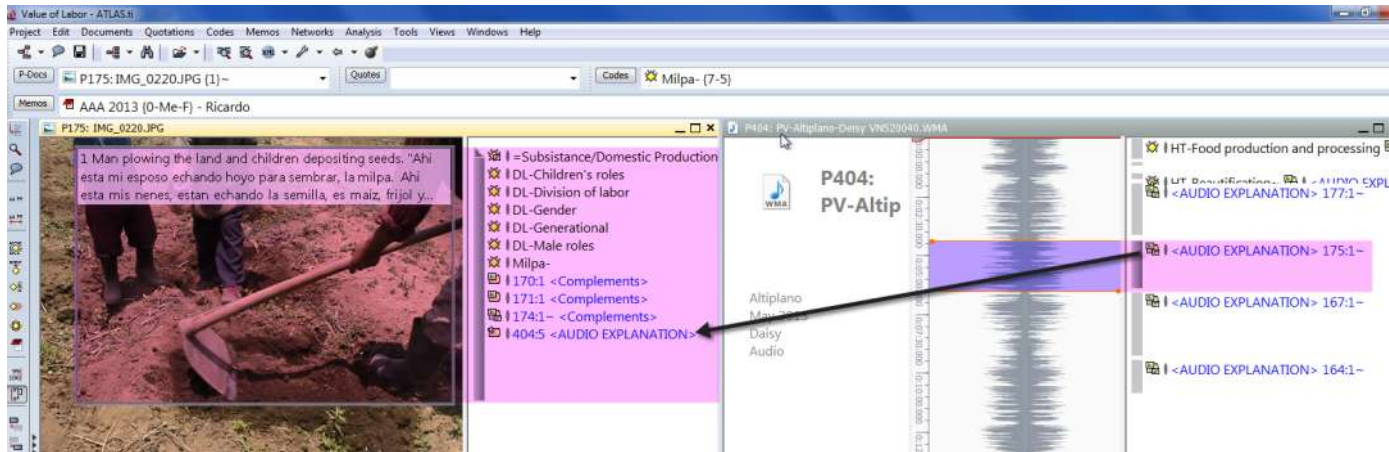 Value of Labor - ATLAS.ti
Project Edit Documents Quotations Codes Memos Networks Analysis Tools Views Windows Help
P-Docs P175: IMG_0220.JPG {1}~ Quotes Codes Milpa- {7-5}
Memos AAA 2013 {0-Me-F} - Ricardo
P175: IMG_0220.JPG
1 Man plowing the land and children depositing seeds. "Ahi
esta mi esposo echando hoyo para sembrar, la milpa. Ahi
esta mis nenes, estan echando la semilla, es maiz, frijol y...
=Subsistance/Domestic Production
DL-Children's roles
DL-Division of labor
DL-Gender
DL-Generational
DL-Male roles
Milpa-
170:1 <Complements>
171:1 <Complements>
174:1~ <Complements>
404:5 <AUDIO EXPLANATION>
P404: PV-Altiplano-Deisy VN520040.WMA
WMA
P404:
PV-Altip
Altiplano
May 2013
Daisy
Audio
HT-Food production and processing
<AUDIO EXPLANATION> 177:1~
<AUDIO EXPLANATION> 175:1~
<AUDIO EXPLANATION> 167:1~
<AUDIO EXPLANATION> 164:1~